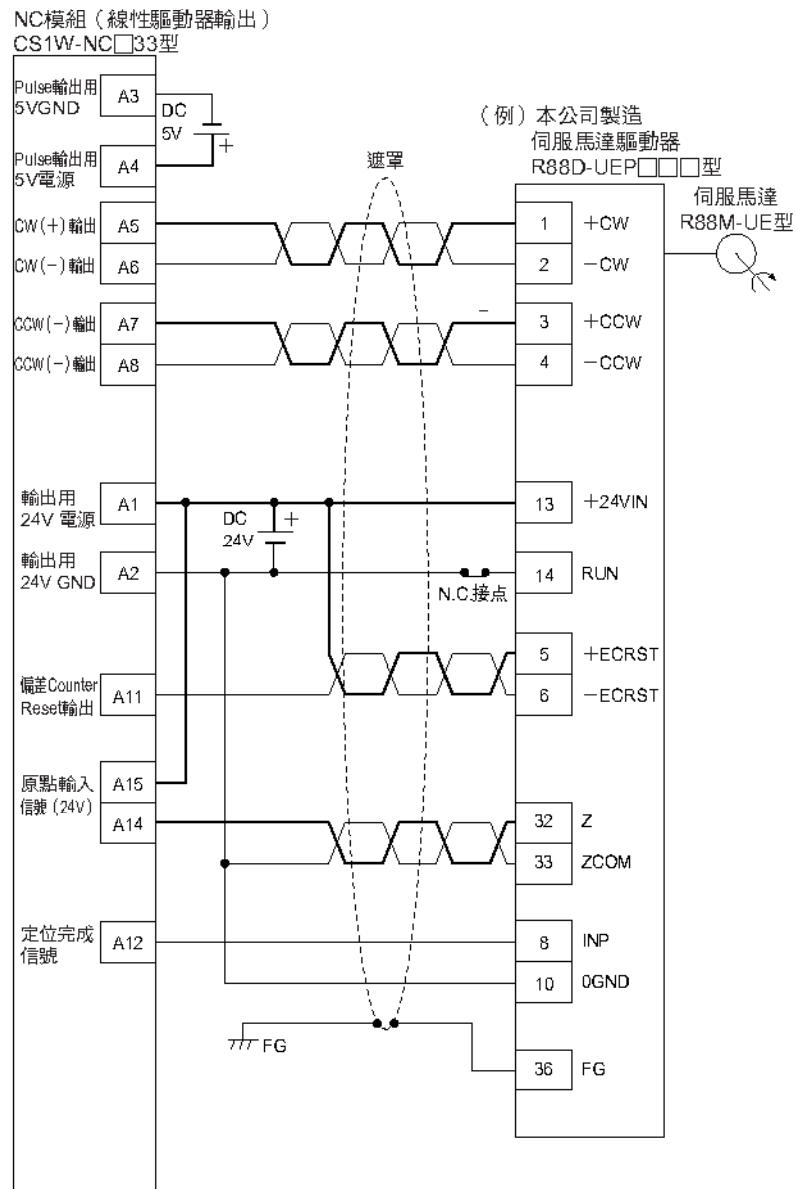 NC模組（線性驅動器輸出）
CS1W-NC□33型
Pulse輸出用
5VGND
A3
DC
5V
+
Pulse輸出用
5V電源
A4
（例）本公司製造
伺服馬達驅動器
R88D-UEP□□□型
伺服馬達
R88M-UE型
遮罩
CW(+)輸出
A5
1
+CW
CW(−)輸出
A6
2
−CW
CCW(−)輸出
A7
−
3
+CCW
CCW(−)輸出
A8
4
−CCW
輸出用
24V 電源
A1
DC
24V
+
13
+24VIN
輸出用
24V GND
A2
N.C.接点
14
RUN
5
+ECRST
偏差Counter
Reset輸出
A11
6
−ECRST
原點輸入
信號（24V）
A15
A14
32
Z
33
ZCOM
定位完成
信號
A12
8
INP
10
0GND
FG
36
FG